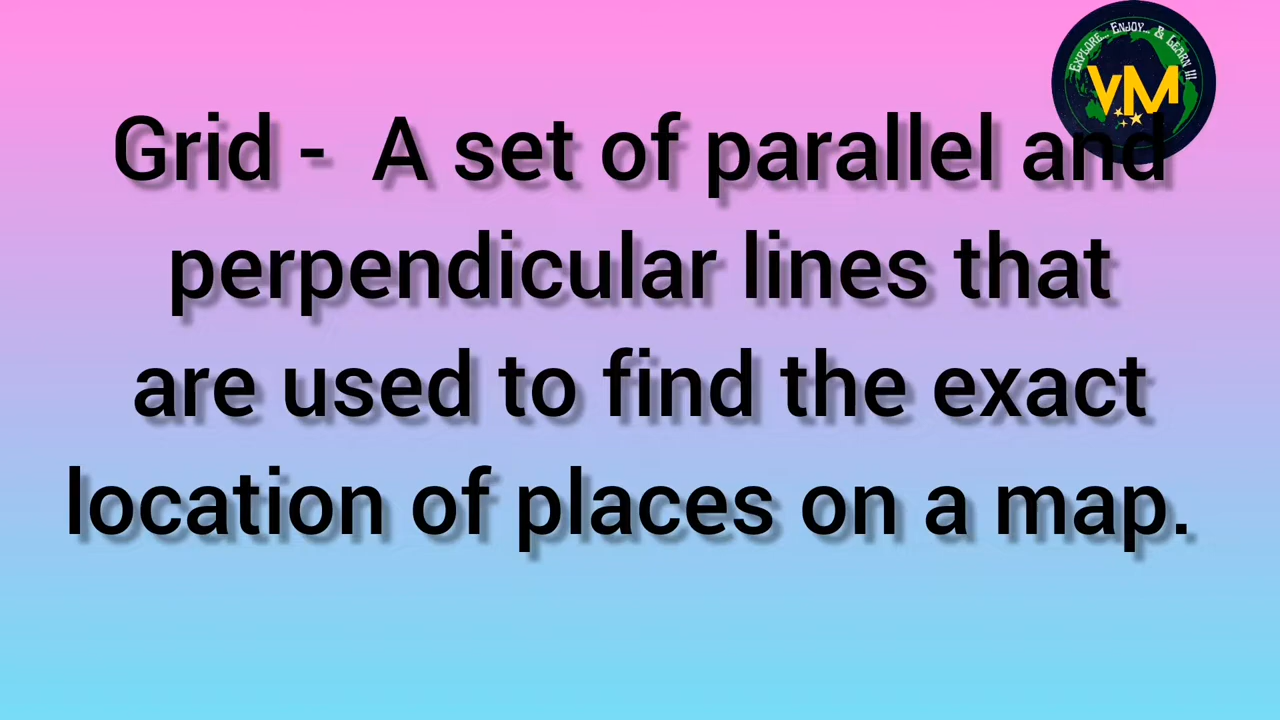 EXPLORE... ENJOY... & LEARN !!!
VM
Grid -  A set of parallel and
perpendicular lines that
are used to find the exact
location of places on a map.